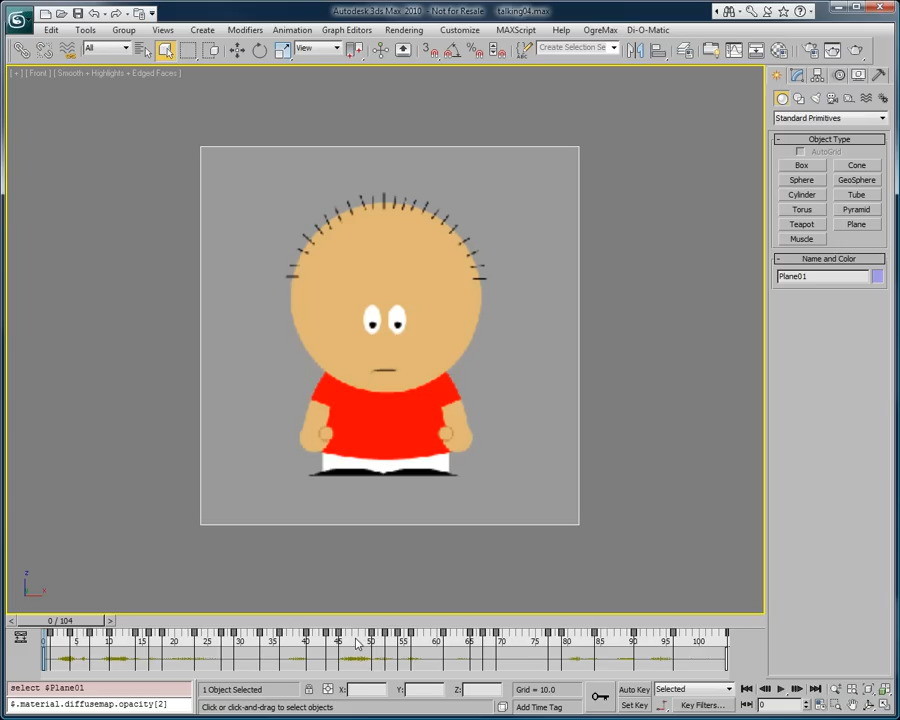 Autodesk 3ds Max 2010 - Not for Resale talking04.max
Edit Tools Group Views Create Modifiers Animation Graph Editors Rendering Customize MAXScript Help OgreMax Di-O-Matic
All View Create Selection Se
[ + ] [ Front ] [ Smooth + Highlights + Edged Faces ]
Standard Primitives
- Object Type
AutoGrid
Box Cone
Sphere GeoSphere
Cylinder Tube
Torus Pyramid
Teapot Plane
Muscle
- Name and Color
Plane01
z
x
< 0 / 104 >
0 5 10 15 20 25 30 35 40 45 50 55 60 65 70 75 80 85 90 95 100
select $Plane01
$.material.diffusemap.opacity[2]
1 Object Selected X: Y: Z: Grid = 10.0
Click or click-and-drag to select objects Add Time Tag
Auto Key Selected
Set Key Key Filters... 0